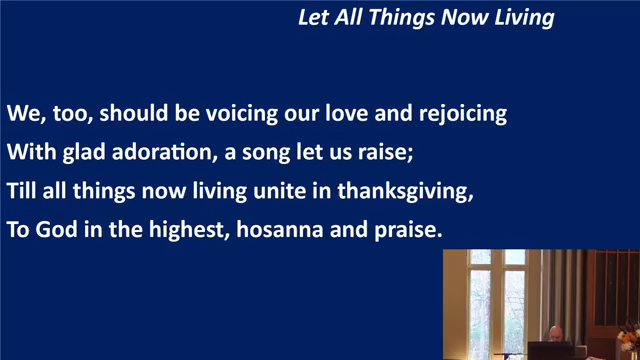 Let All Things Now Living
We, too, should be voicing our love and rejoicing
With glad adoration, a song let us raise;
Till all things now living unite in thanksgiving,
To God in the highest, hosanna and praise.